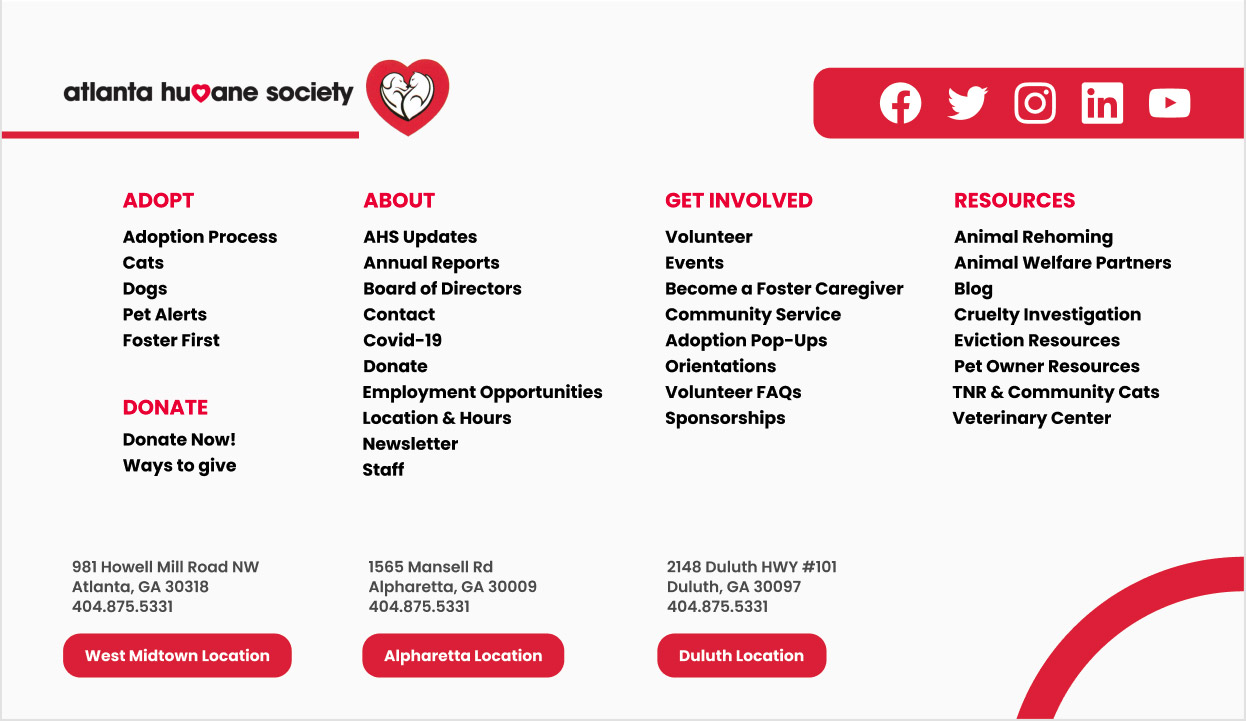 atlanta humane society
ADOPT
Adoption Process
Cats
Dogs
Pet Alerts
Foster First
DONATE
Donate Now!
Ways to give
ABOUT
AHS Updates
Annual Reports
Board of Directors
Contact
Covid-19
Donate
Employment Opportunities
Location & Hours
Newsletter
Staff
GET INVOLVED
Volunteer
Events
Become a Foster Caregiver
Community Service
Adoption Pop-Ups
Orientations
Volunteer FAQs
Sponsorships
RESOURCES
Animal Rehoming
Animal Welfare Partners
Blog
Cruelty Investigation
Eviction Resources
Pet Owner Resources
TNR & Community Cats
Veterinary Center
981 Howell Mill Road NW
Atlanta, GA 30318
404.875.5331
West Midtown Location
1565 Mansell Rd
Alpharetta, GA 30009
404.875.5331
Alpharetta Location
2148 Duluth HWY #101
Duluth, GA 30097
404.875.5331
Duluth Location